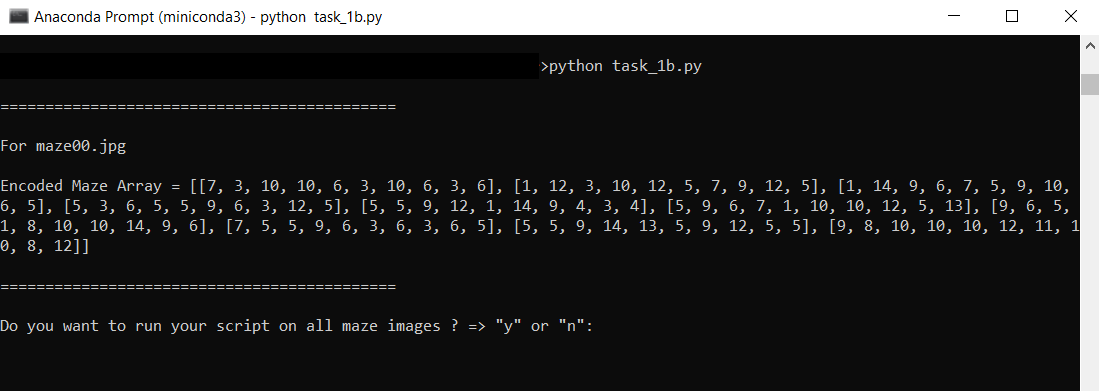 Anaconda Prompt (miniconda3) - python  task_1b.py
>python task_1b.py
============================================
For maze00.jpg
Encoded Maze Array = [[7, 3, 10, 10, 6, 3, 10, 6, 3, 6], [1, 12, 3, 10, 12, 5, 7, 9, 12, 5], [1, 14, 9, 6, 7, 5, 9, 10,
6, 5], [5, 3, 6, 5, 5, 9, 6, 3, 12, 5], [5, 5, 9, 12, 1, 14, 9, 4, 3, 4], [5, 9, 6, 7, 1, 10, 10, 12, 5, 13], [9, 6, 5,
1, 8, 10, 10, 14, 9, 6], [7, 5, 5, 9, 6, 3, 6, 3, 6, 5], [5, 5, 9, 14, 13, 5, 9, 12, 5, 5], [9, 8, 10, 10, 10, 12, 11, 1
0, 8, 12]]
============================================
Do you want to run your script on all maze images ? => "y" or "n":